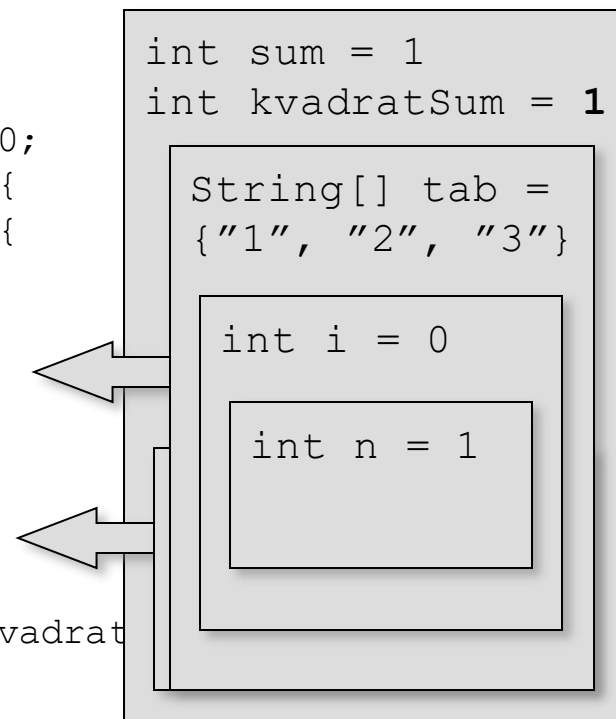 int sum = 1
int kvadratSum = 1
0;
{
{
String[] tab =
{″1″, ″2″, ″3″}
int i = 0
int n = 1
vadrat